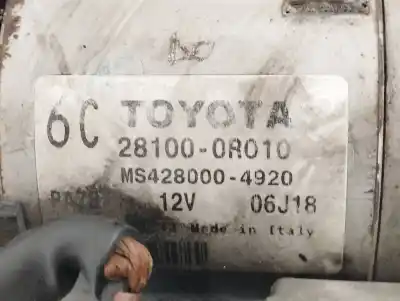 6C TOYOTA
28100-0R010
MS428000-4920
12V 06J18
Made in Italy